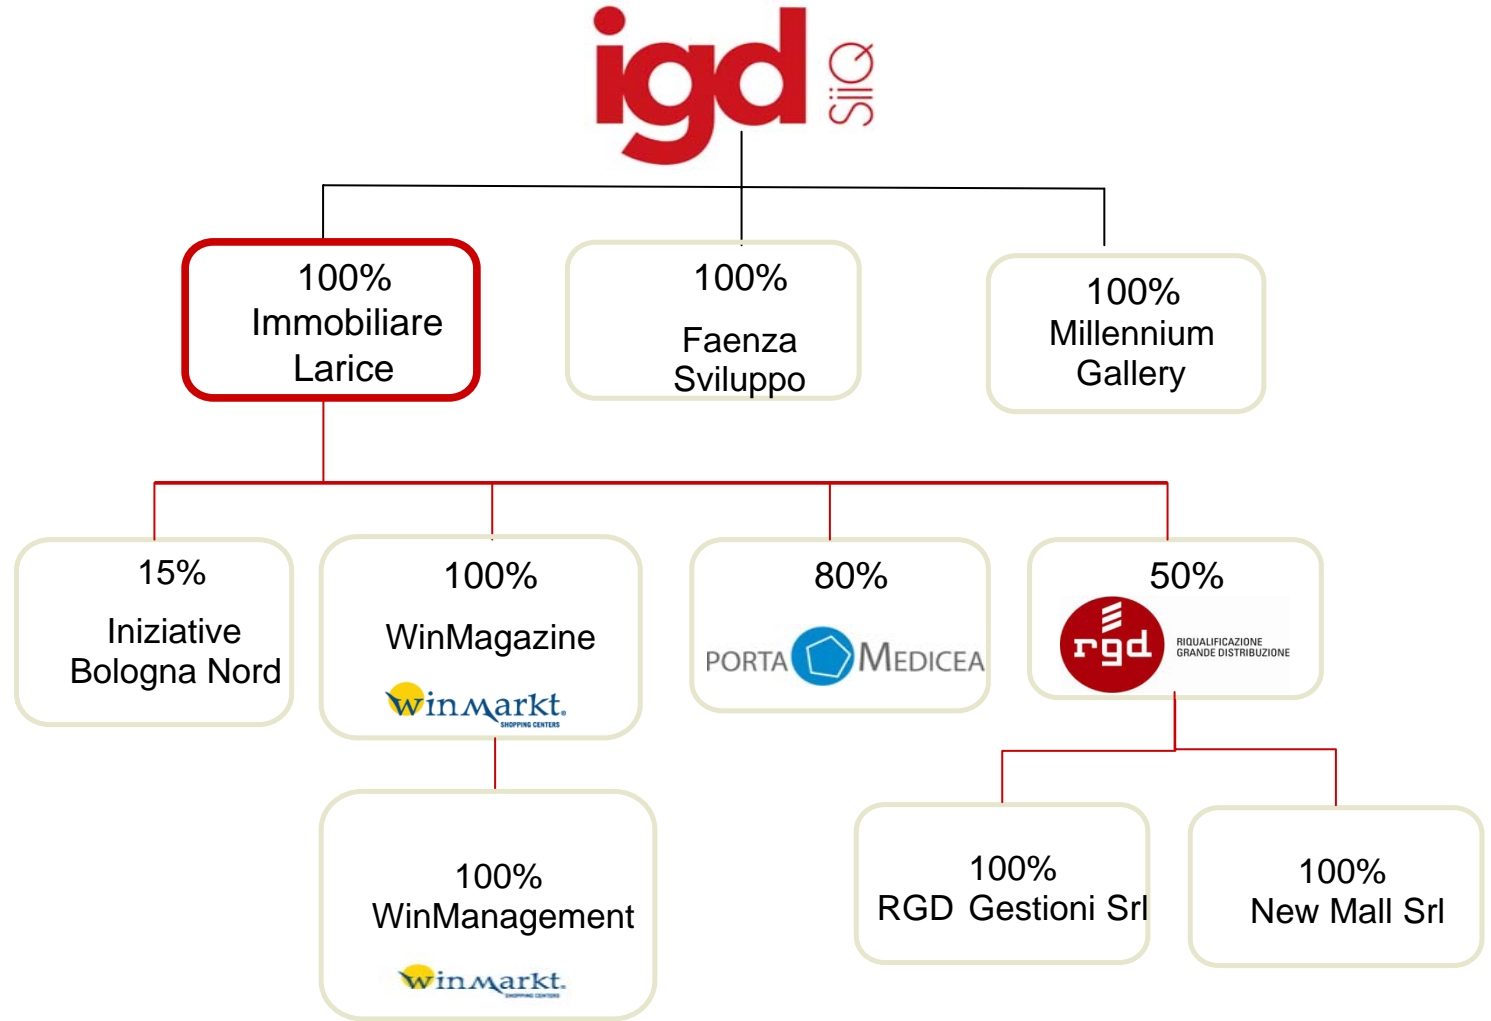 igd SIIQ
100%
Immobiliare
Larice
100%
Faenza
Sviluppo
100%
Millennium
Gallery
15%
Iniziative
Bologna Nord
100%
WinMagazine
winmarkt.
SHOPPING CENTERS
80%
PORTA MEDICEA
50%
rgd
RIQUALIFICAZIONE
GRANDE DISTRIBUZIONE
100%
WinManagement
winmarkt.
SHOPPING CENTERS
100%
RGD Gestioni Srl
100%
New Mall Srl